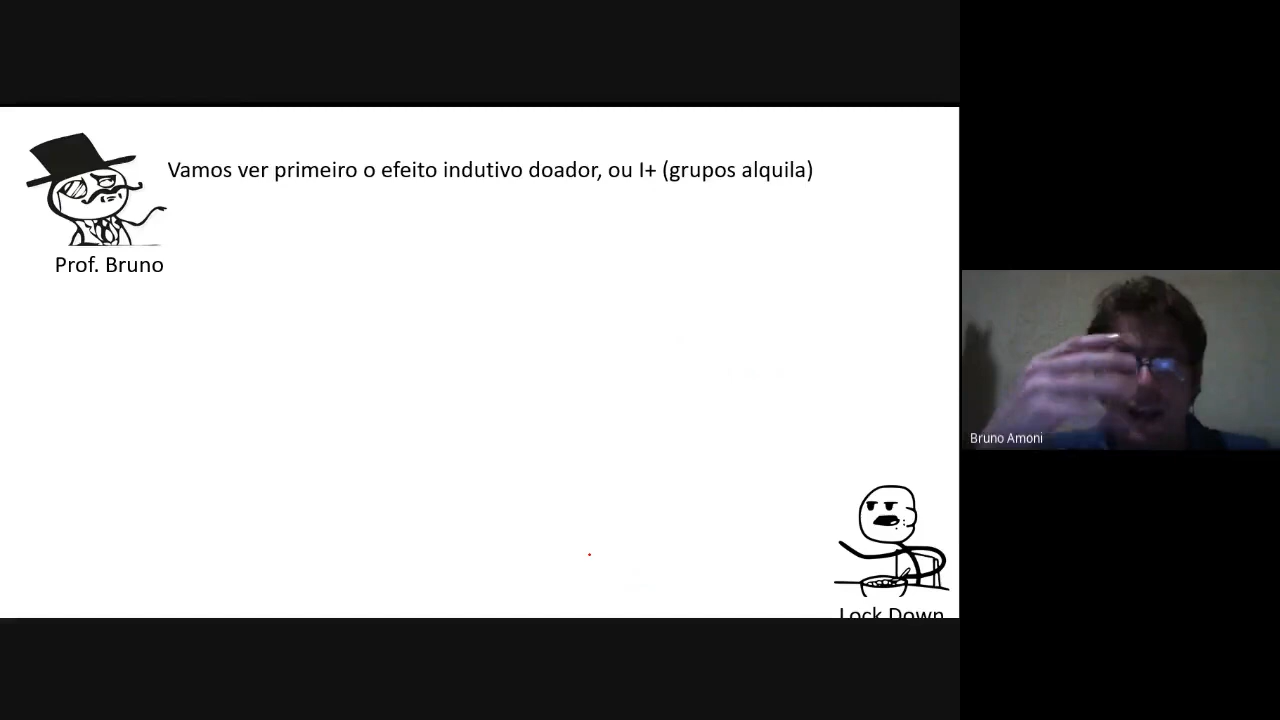 Vamos ver primeiro o efeito indutivo doador, ou I+ (grupos alquila)
Prof. Bruno
Bruno Amoni
Lock Down